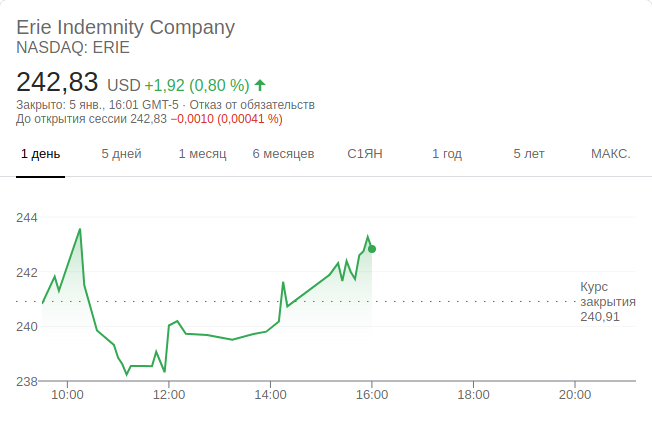 Erie Indemnity Company
NASDAQ: ERIE
242,83 USD +1,92 (0,80 %)
Закрыто: 5 янв., 16:01 GMT-5 · Отказ от обязательств
До открытия сессии 242,83 −0,0010 (0,00041 %)
1 день 5 дней 1 месяц 6 месяцев С1ЯН 1 год 5 лет МАКС.
244
242
240
238
Курс
закрытия
240,91
10:00 12:00 14:00 16:00 18:00 20:00